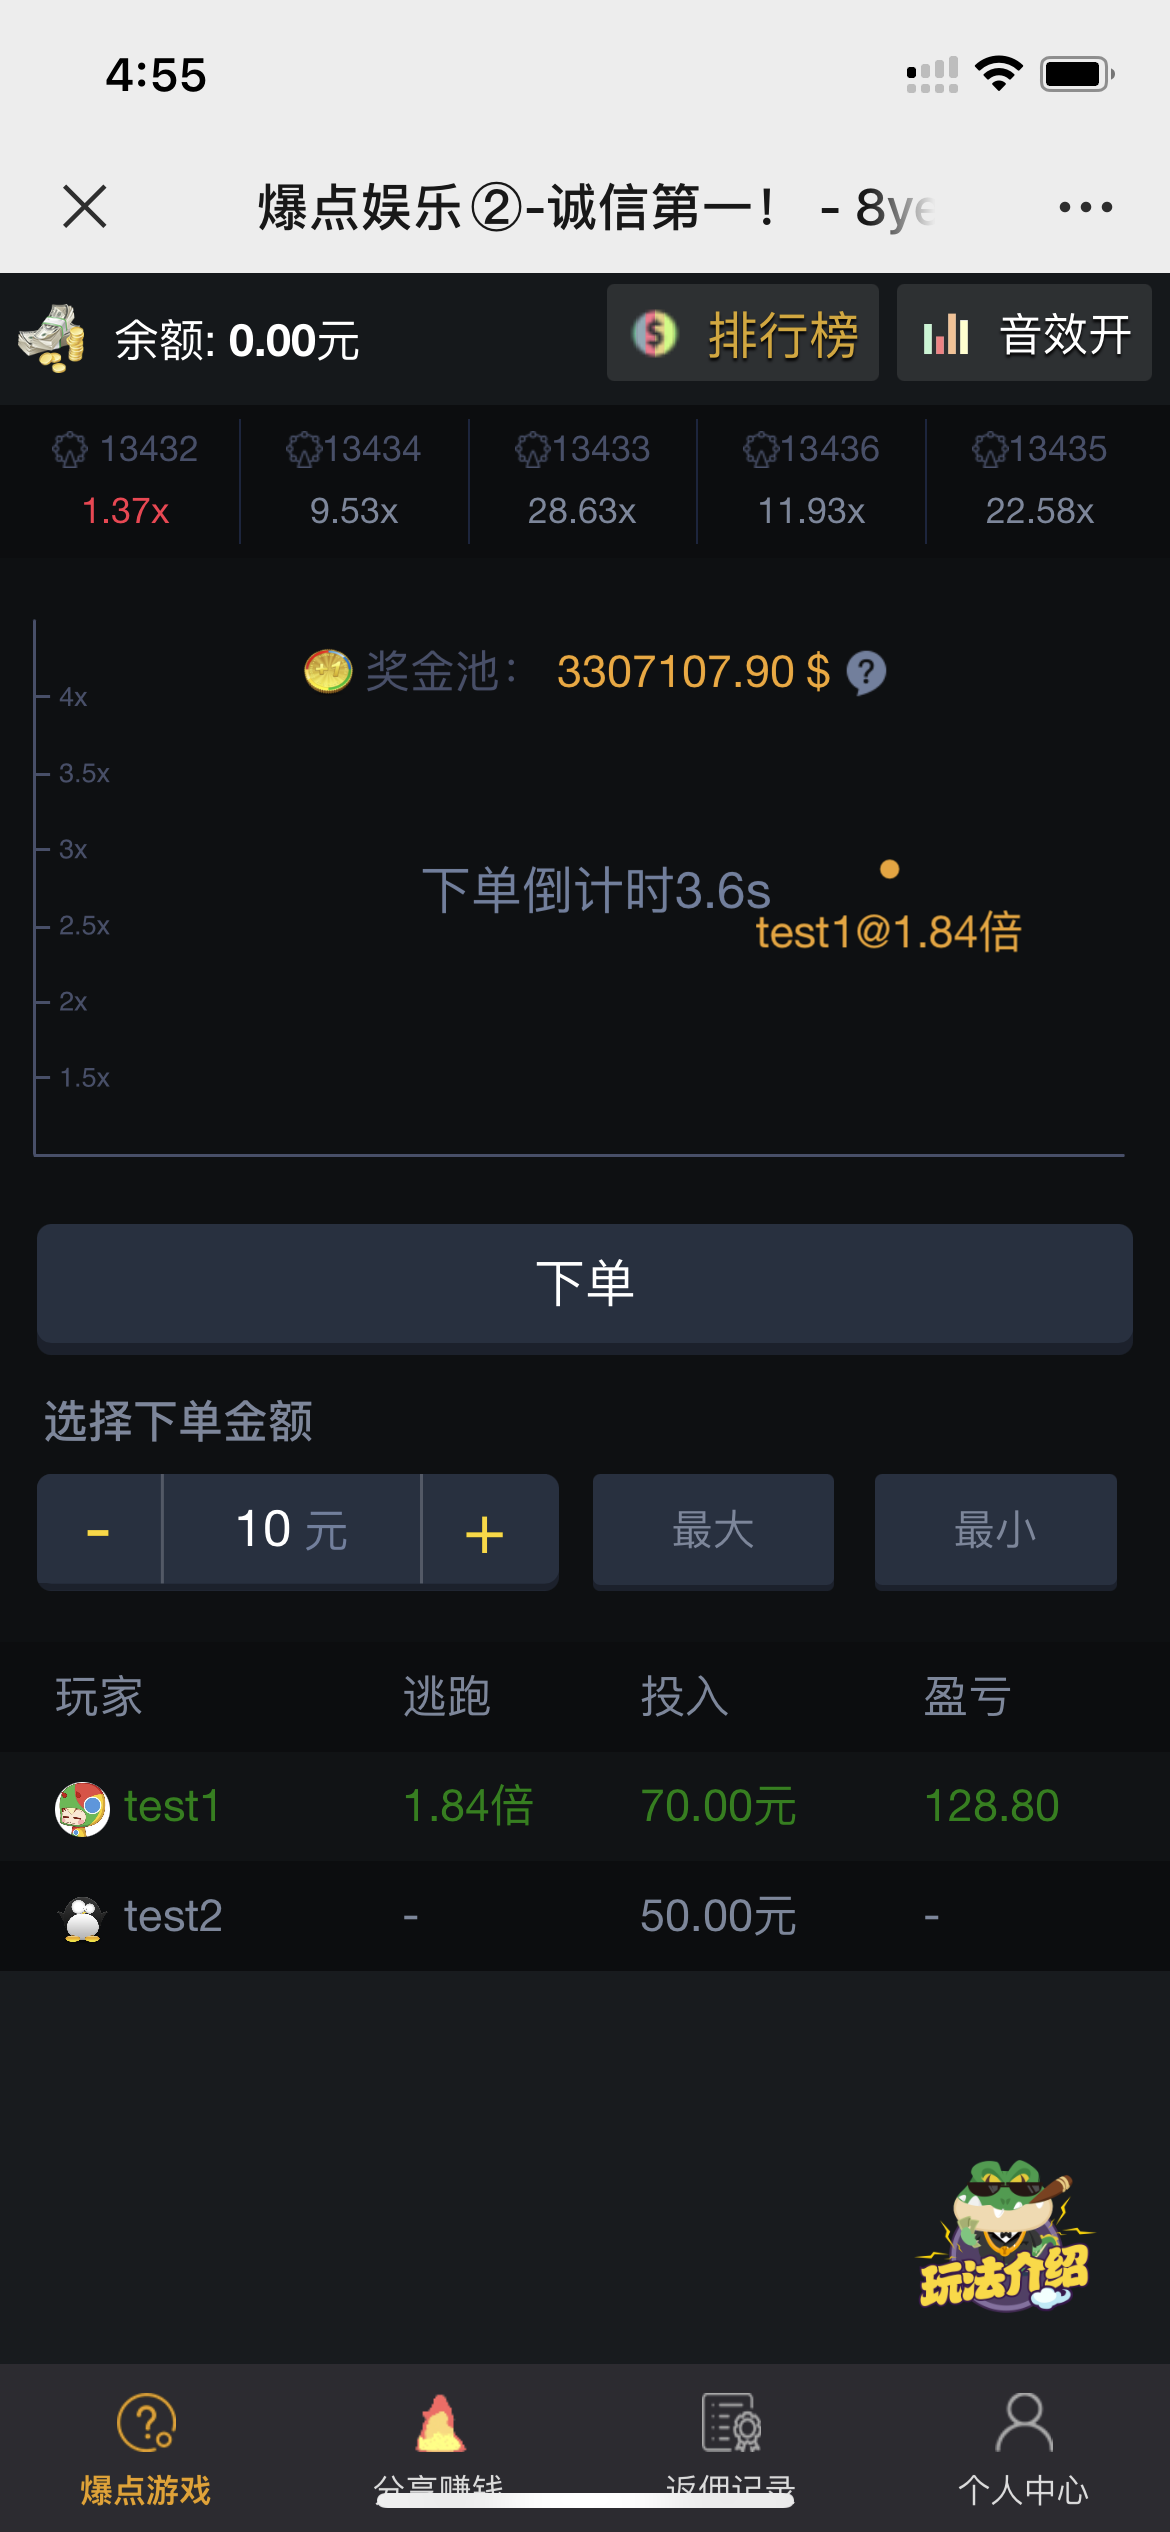 4:55
爆点娱乐②-诚信第一！ - 8ye
余额: 0.00元
排行榜
音效开
13432
13434
13433
13436
13435
1.37x
9.53x
28.63x
11.93x
22.58x
奖金池： 3307107.90 $
4x
3.5x
3x
2.5x
2x
1.5x
下单倒计时3.6s
test1@1.84倍
下单
选择下单金额
- 10 元 +
最大
最小
玩家 逃跑 投入 盈亏
test1 1.84倍 70.00元 128.80
test2 - 50.00元 -
玩法介绍
爆点游戏
分享赚钱
返佣记录
个人中心